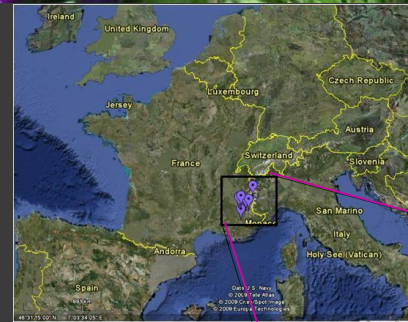 Ireland
United Kingdom
Jersey
Luxembourg
Czech Republic
Austria
Switzerland
Slovenia
France
San Marino
Monaco
Italy
Andorra
Holy See (Vatican)
Spain
Data U.S. Navy
© 2009 Tele Atlas
© 2009 Cnes/Spot Image
© 2009 Europa Technologies